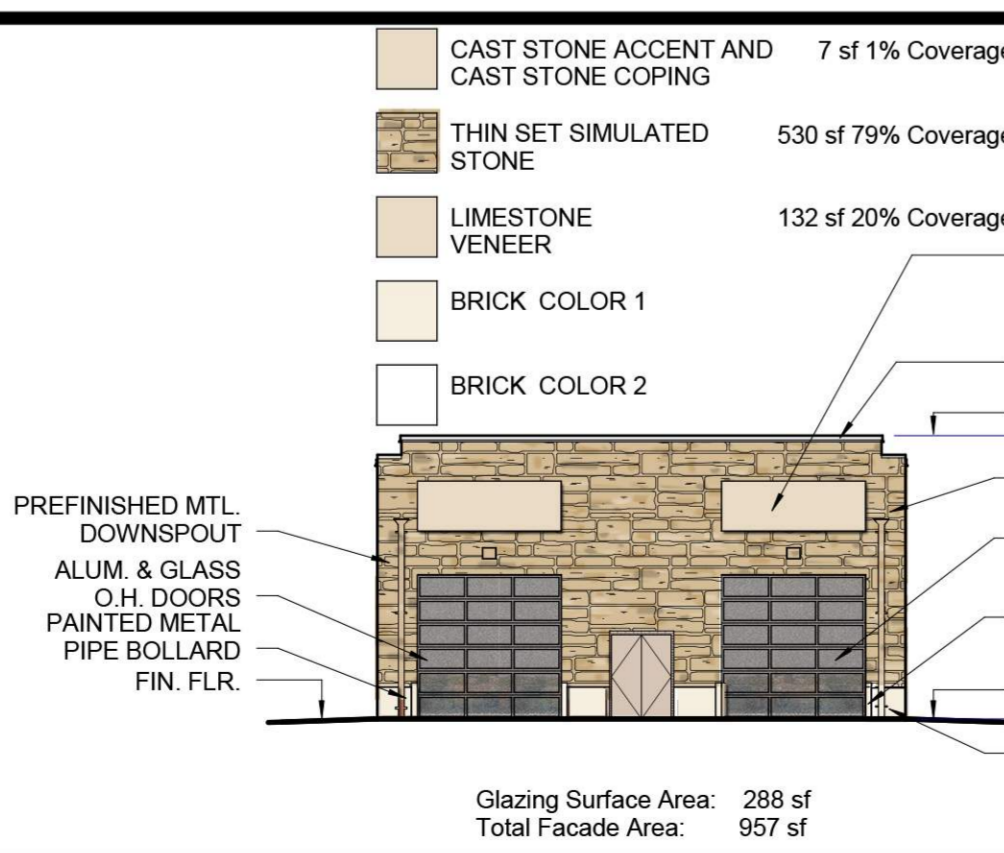 CAST STONE ACCENT AND 7 sf 1% Coverage
CAST STONE COPING
THIN SET SIMULATED 530 sf 79% Coverage
STONE
LIMESTONE 132 sf 20% Coverage
VENEER
BRICK COLOR 1
BRICK COLOR 2
PREFINISHED MTL.
DOWNSPOUT
ALUM. & GLASS
O.H. DOORS
PAINTED METAL
PIPE BOLLARD
FIN. FLR.
Glazing Surface Area: 288 sf
Total Facade Area: 957 sf